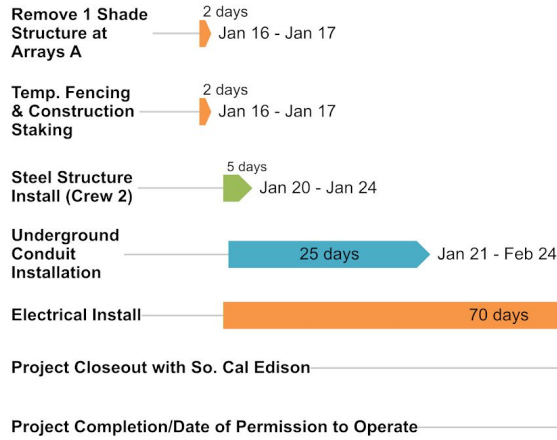 Remove 1 Shade
Structure at
Arrays A
2 days
Jan 16 - Jan 17
Temp. Fencing
& Construction
Staking
2 days
Jan 16 - Jan 17
Steel Structure
Install (Crew 2)
5 days
Jan 20 - Jan 24
Underground
Conduit
Installation
25 days
Jan 21 - Feb 24
Electrical Install
70 days
Project Closeout with So. Cal Edison
Project Completion/Date of Permission to Operate